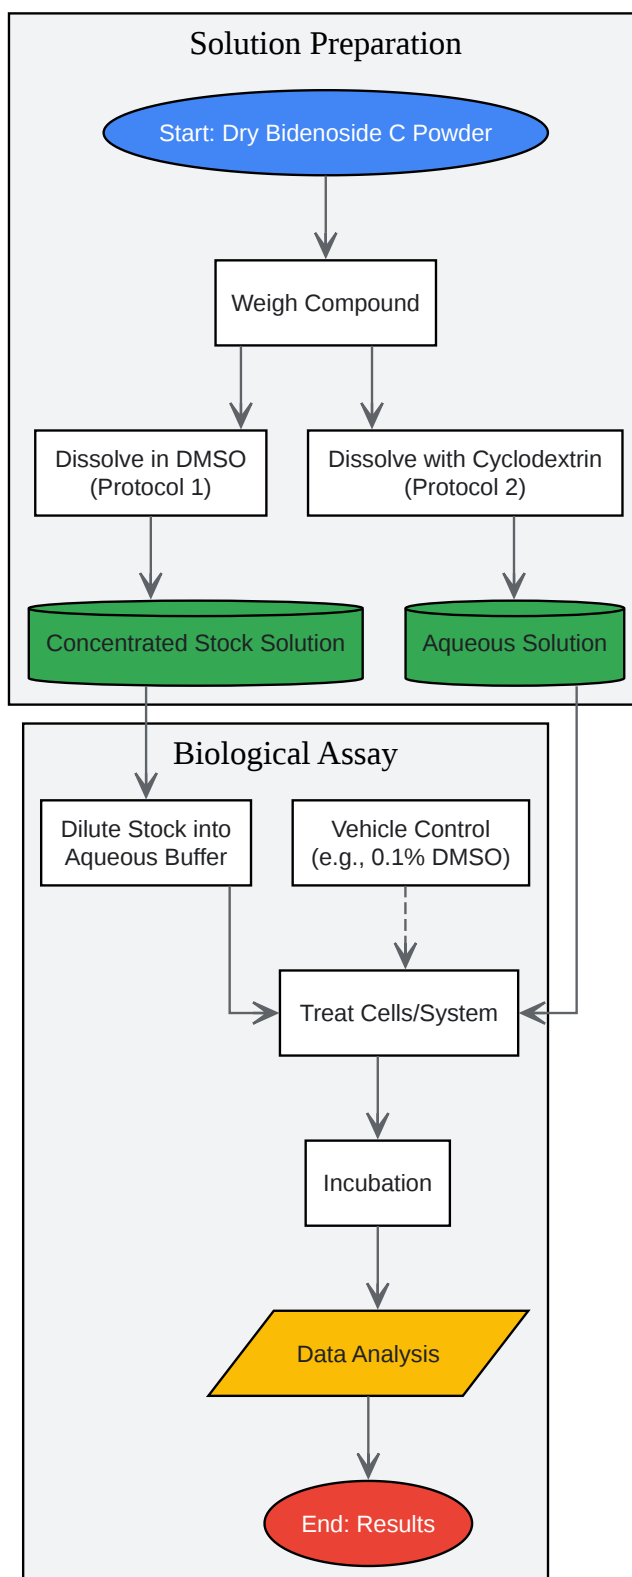 Solution Preparation
Start: Dry Bidenoside C Powder
Weigh Compound
Dissolve in DMSO
(Protocol 1)
Dissolve with Cyclodextrin
(Protocol 2)
Concentrated Stock Solution
Aqueous Solution
Biological Assay
Dilute Stock into
Aqueous Buffer
Vehicle Control
(e.g., 0.1% DMSO)
Treat Cells/System
Incubation
Data Analysis
End: Results